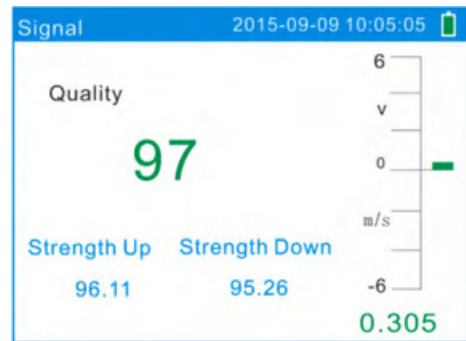 Signal 2015-09-09 10:05:05
6
Quality
v
97
0
m/s
Strength Up Strength Down
96.11 95.26
-6
0.305